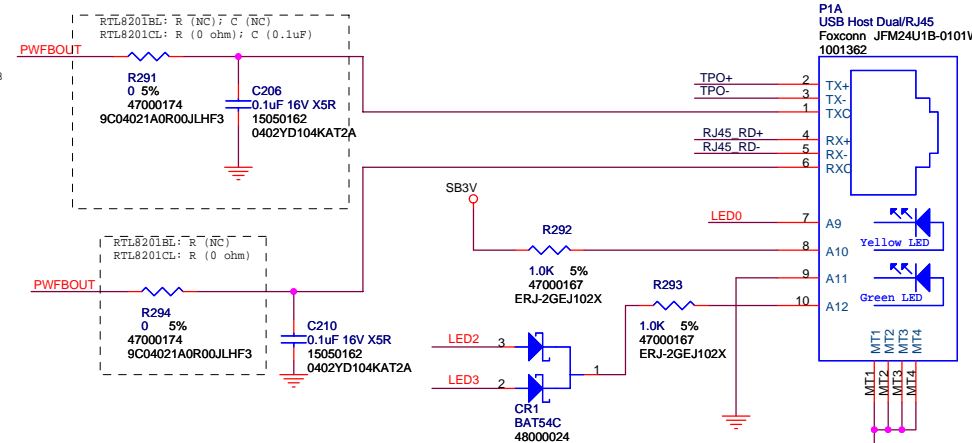 RTL8201BL: R (NC); C (NC)
RTL8201CL: R (0 ohm); C (0.1uF)
PWFBOUT
R291
0 5%
47000174
9C04021A0R00JLHF3
C206
0.1uF 16V X5R
15050162
0402YD104KAT2A
P1A
USB Host Dual/RJ45
Foxconn JFM24U1B-0101W
1001362
TPO+
2
TX+
TPO-
3
TX-
1
TXC
RJ45_RD+
4
RX+
RJ45_RD-
5
RX-
6
RXC
SB3V
LED0
7
A9
Yellow LED
R292
1.0K 5%
47000167
ERJ-2GEJ102X
8
A10
9
A11
Green LED
10
A12
R293
1.0K 5%
47000167
ERJ-2GEJ102X
RTL8201BL: R (NC)
RTL8201CL: R (0 ohm)
PWFBOUT
R294
0 5%
47000174
9C04021A0R00JLHF3
C210
0.1uF 16V X5R
15050162
0402YD104KAT2A
LED2
3
LED3
2
1
CR1
BAT54C
48000024
MT1
MT2
MT3
MT4
MT1
MT2
MT3
MT4